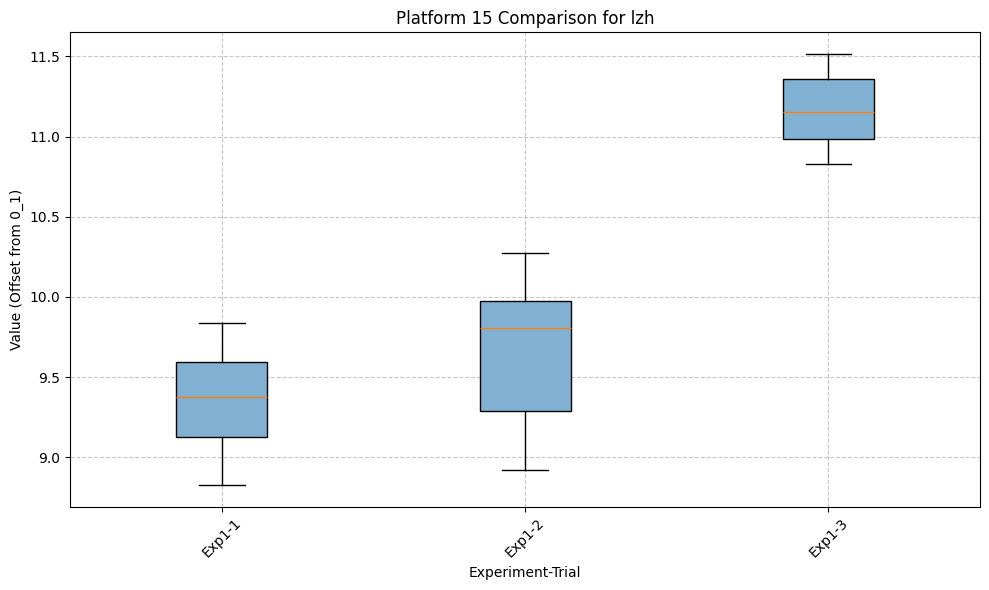 Platform 15 Comparison for lzh
Value (Offset from 0_1)
11.5
11.0
10.5
10.0
9.5
9.0
Exp1-1
Exp1-2
Exp1-3
Experiment-Trial